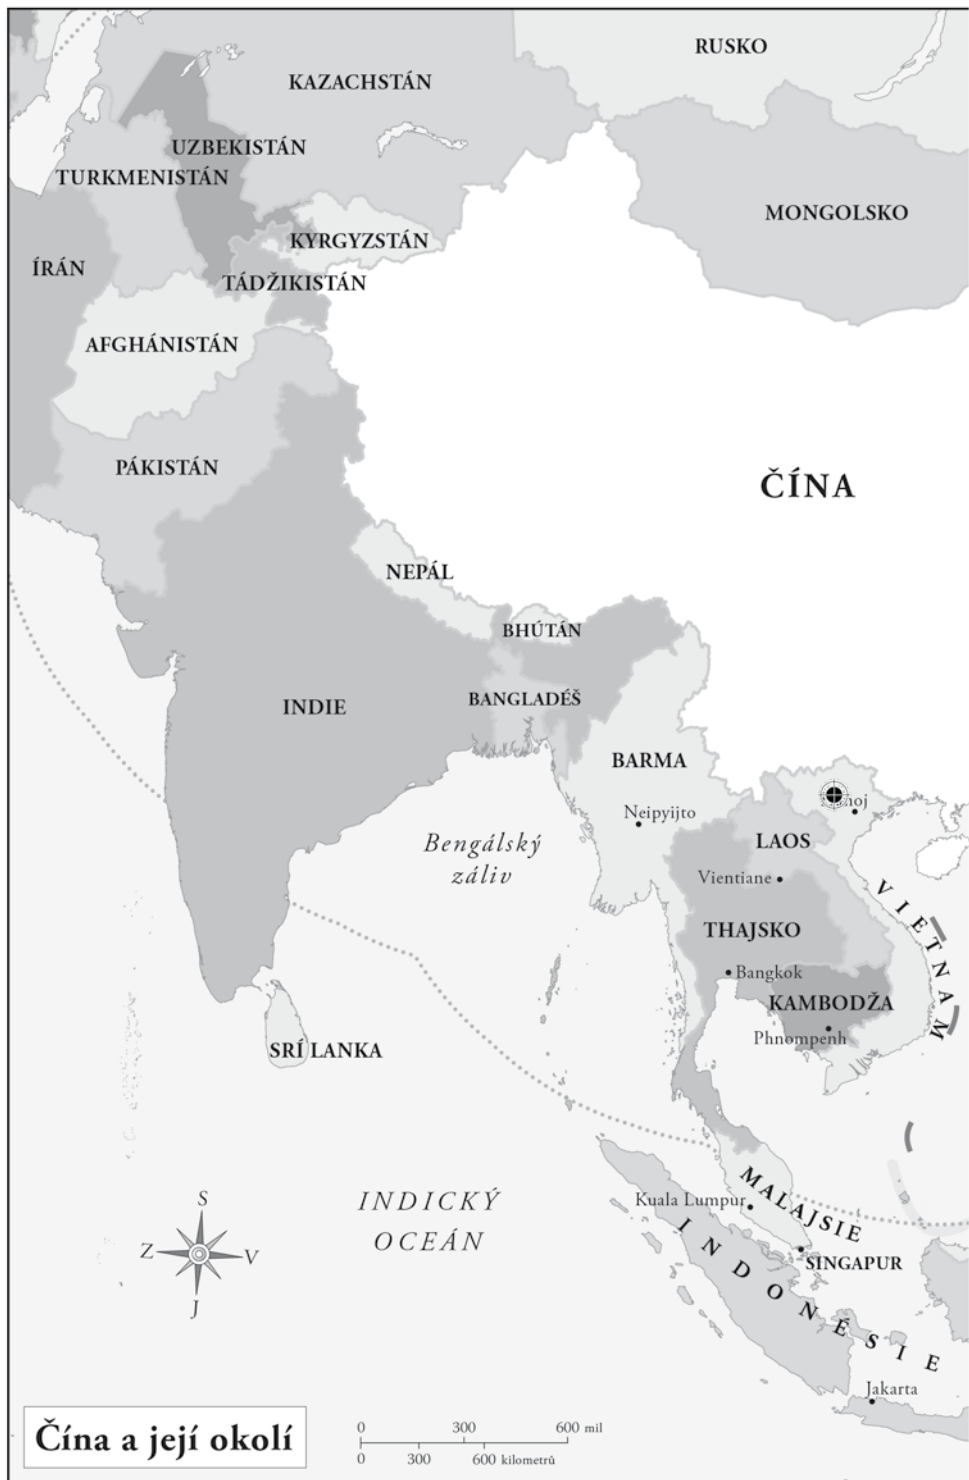 RUSKO
KAZACHSTÁN
UZBEKISTÁN
TURKMENISTÁN
MONGOLSKO
KYRGYZSTÁN
ÍRÁN
TÁDŽIKISTÁN
AFGHÁNISTÁN
PÁKISTÁN
ČÍNA
NEPÁL
BHÚTÁN
BANGLADÉŠ
INDIE
BARMA
Neipyijto
Bengálský
záliv
LAOS
Vientiane
VIETNAM
THAJSKO
Bangkok
KAMBODŽA
Phnompenh
SRÍ LANKA
MALAJSIE
Kuala Lumpur
INDICKÝ
OCEÁN
S
Z
V
J
SINGAPUR
INDONÉSIE
Jakarta
Čína a její okolí
0 300 600 mil
0 300 600 kilometrů